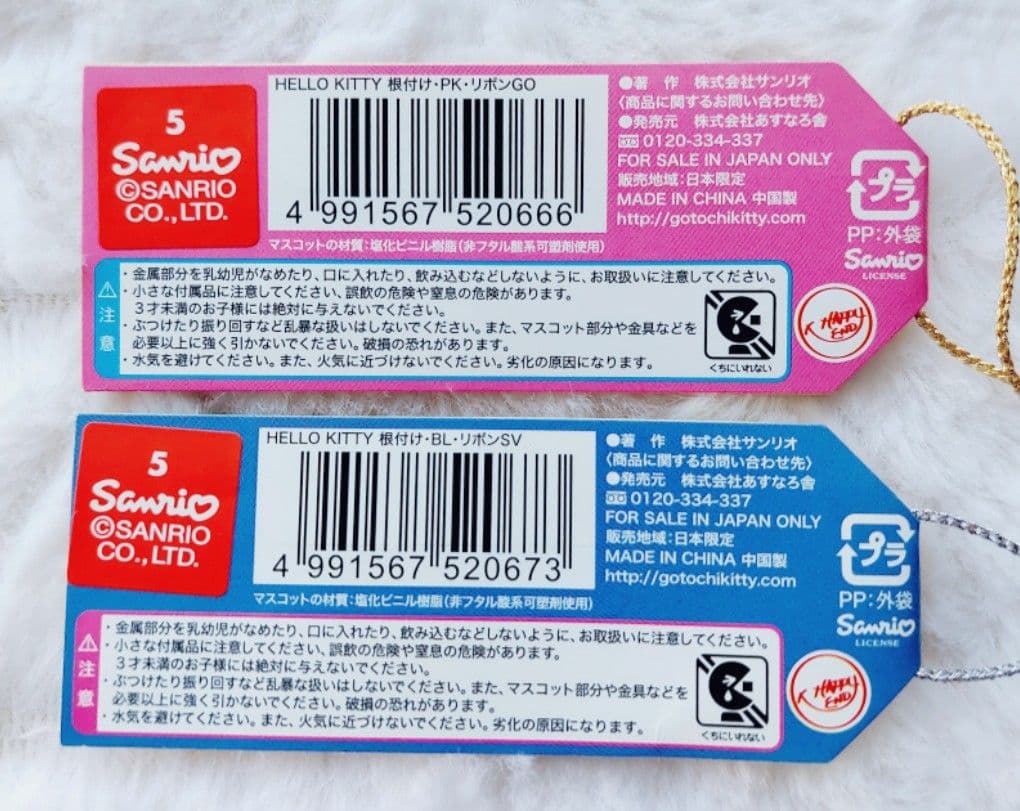 5
Sanrio
©SANRIO
CO.,LTD.
HELLO KITTY 根付け・PK・リボンGO
4 991567 520666
マスコットの材質:塩化ビニル樹脂(非フタル酸系可塑剤使用)
●著 作 株式会社サンリオ
〈商品に関するお問い合わせ先〉
●発売元 株式会社あすなろ舎
0120-334-337
FOR SALE IN JAPAN ONLY
販売地域:日本限定
MADE IN CHINA 中国製
http://gotochikitty.com
プラ
PP:外袋
Sanrio
LICENSE
注意
・金属部分を乳幼児がなめたり、口に入れたり、飲み込むなどしないように、お取扱いに注意してください。
・小さな付属品に注意してください、誤飲の危険や窒息の危険があります。
3才未満のお子様には絶対に与えないでください。
・ぶつけたり振り回すなど乱暴な扱いはしないでください。また、マスコット部分や金具などを
必要以上に強く引かないでください。破損の恐れがあります。
・水気を避けてください。また、火気に近づけないでください。劣化の原因になります。
くちにいれない
HAPPY
END
5
Sanrio
©SANRIO
CO.,LTD.
HELLO KITTY 根付け・BL・リボンSV
4 991567 520673
マスコットの材質:塩化ビニル樹脂(非フタル酸系可塑剤使用)
●著 作 株式会社サンリオ
〈商品に関するお問い合わせ先〉
●発売元 株式会社あすなろ舎
0120-334-337
FOR SALE IN JAPAN ONLY
販売地域:日本限定
MADE IN CHINA 中国製
http://gotochikitty.com
プラ
PP:外袋
Sanrio
LICENSE
注意
・金属部分を乳幼児がなめたり、口に入れたり、飲み込むなどしないように、お取扱いに注意してください。
・小さな付属品に注意してください、誤飲の危険や窒息の危険があります。
3才未満のお子様には絶対に与えないでください。
・ぶつけたり振り回すなど乱暴な扱いはしないでください。また、マスコット部分や金具などを
必要以上に強く引かないでください。破損の恐れがあります。
・水気を避けてください。また、火気に近づけないでください。劣化の原因になります。
くちにいれない
HAPPY
END